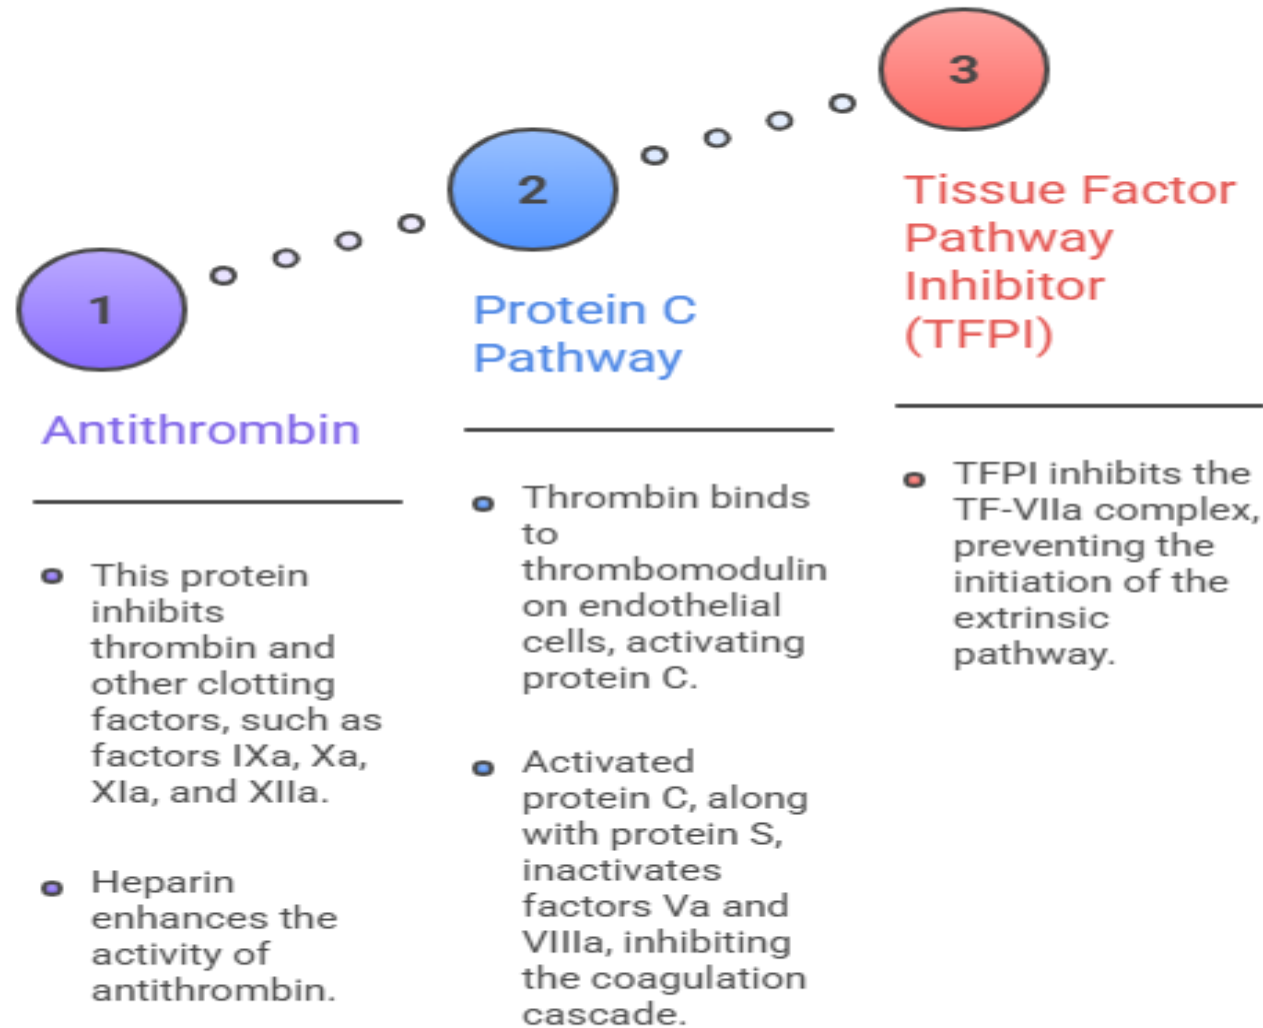 1
Antithrombin
This protein
inhibits
thrombin and
other clotting
factors, such as
factors IXa, Xa,
XIa, and XIIa.
Heparin
enhances the
activity of
antithrombin.
2
Protein C
Pathway
Thrombin binds
to
thrombomodulin
on endothelial
cells, activating
protein C.
Activated
protein C, along
with protein S,
inactivates
factors Va and
VIIIa, inhibiting
the coagulation
cascade.
3
Tissue Factor
Pathway
Inhibitor
(TFPI)
TFPI inhibits the
TF-VIIa complex,
preventing the
initiation of the
extrinsic
pathway.